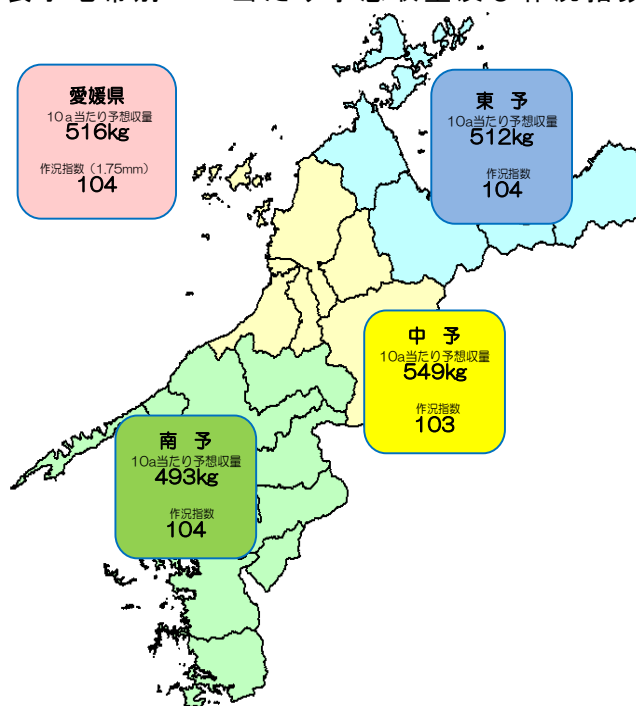 愛媛県
10a当たり予想収量
516kg
作況指数（1.75mm）
104
東 予
10a当たり予想収量
512kg
作況指数
104
中 予
10a当たり予想収量
549kg
作況指数
103
南 予
10a当たり予想収量
493kg
作況指数
104